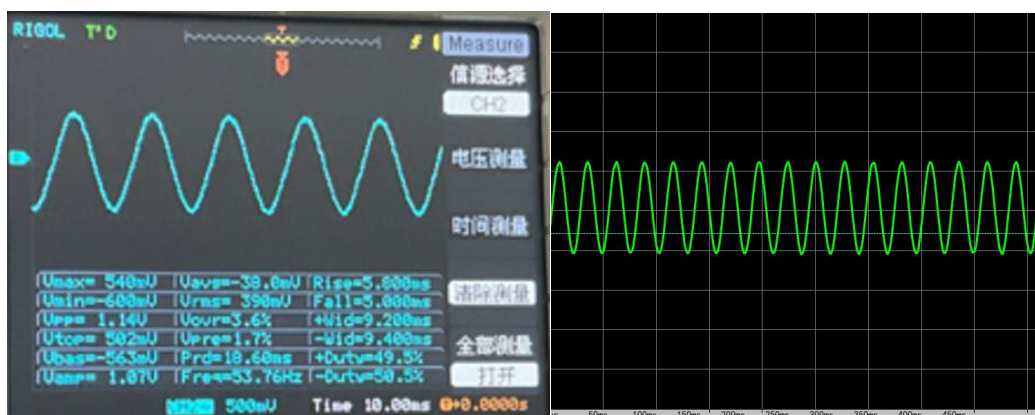 RIGOL T'D
Measure
信源选择
CH2
电压测量
时间测量
清除测量
全部测量
打开
Vmax= 540mV Vavg=-38.0mV Rise=5.800ms
Vmin=-600mV Vrms= 390mV Fall=5.000ms
Vpp= 1.14V Vovr=3.6% +Wid=9.200ms
Vtop= 502mV Vpre=1.7% -Wid=9.400ms
Vbas=-563mV Prd=18.60ms +Duty=49.5%
Vamp= 1.07V Freq=53.76Hz -Duty=50.5%
500mV Time 10.00ms +0.0000s
50ms 100ms 150ms 200ms 250ms 300ms 350ms 400ms 450ms